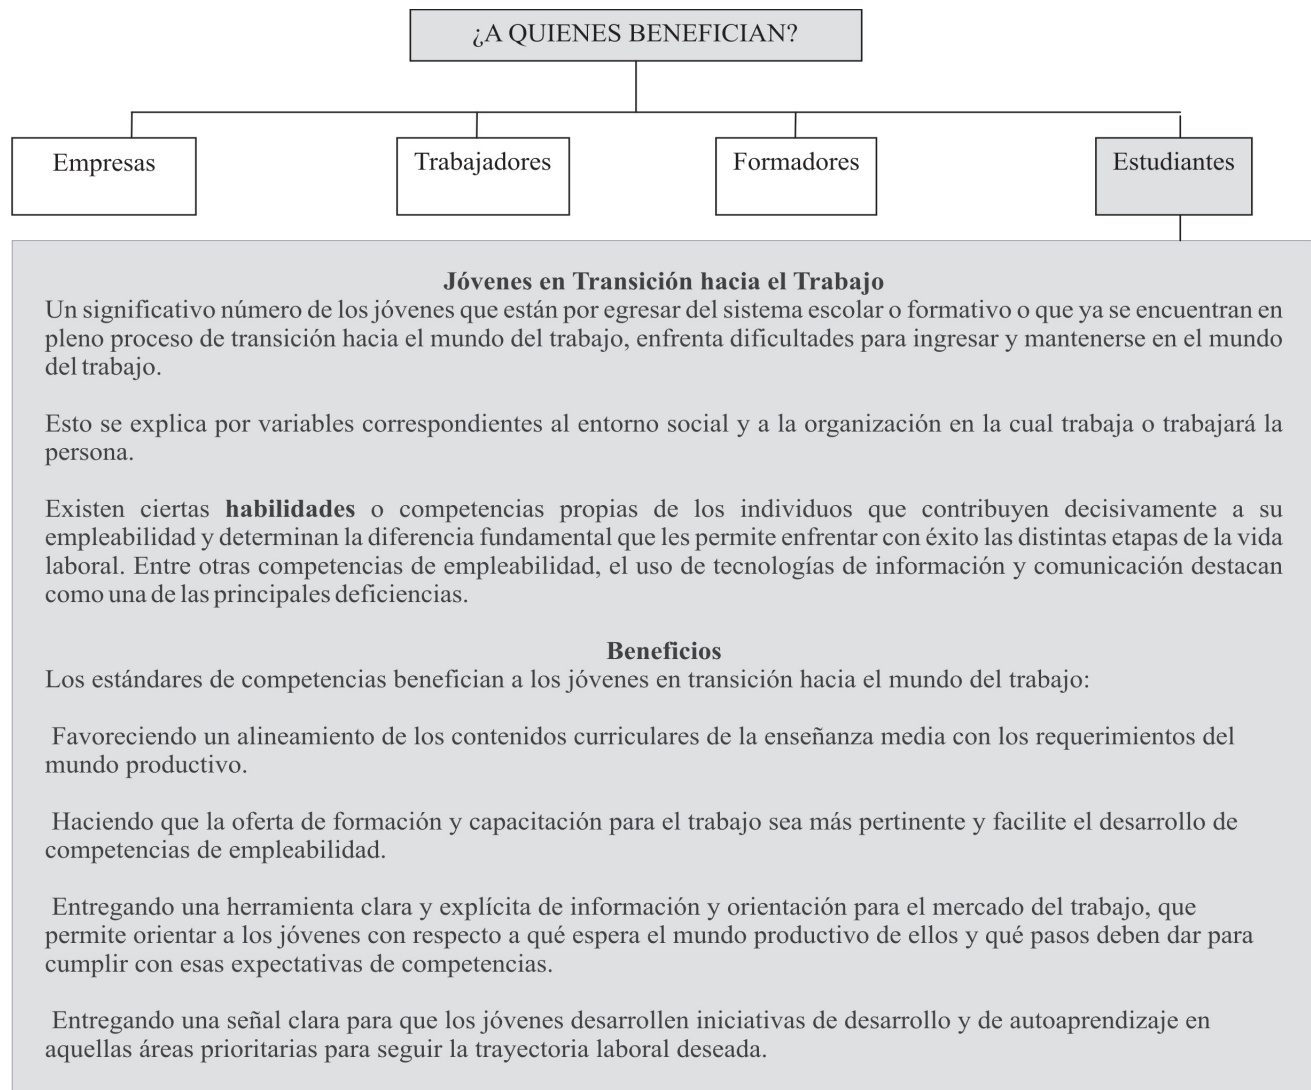 ¿A QUIENES BENEFICIAN?
Empresas
Trabajadores
Formadores
Estudiantes
Jóvenes en Transición hacia el Trabajo
Un significativo número de los jóvenes que están por egresar del sistema escolar o formativo o que ya se encuentran en
pleno proceso de transición hacia el mundo del trabajo, enfrenta dificultades para ingresar y mantenerse en el mundo
del trabajo.
Esto se explica por variables correspondientes al entorno social y a la organización en la cual trabaja o trabajará la
persona.
Existen ciertas habilidades o competencias propias de los individuos que contribuyen decisivamente a su
empleabilidad y determinan la diferencia fundamental que les permite enfrentar con éxito las distintas etapas de la vida
laboral. Entre otras competencias de empleabilidad, el uso de tecnologías de información y comunicación destacan
como una de las principales deficiencias.
Beneficios
Los estándares de competencias benefician a los jóvenes en transición hacia el mundo del trabajo:
Favoreciendo un alineamiento de los contenidos curriculares de la enseñanza media con los requerimientos del
mundo productivo.
Haciendo que la oferta de formación y capacitación para el trabajo sea más pertinente y facilite el desarrollo de
competencias de empleabilidad.
Entregando una herramienta clara y explícita de información y orientación para el mercado del trabajo, que
permite orientar a los jóvenes con respecto a qué espera el mundo productivo de ellos y qué pasos deben dar para
cumplir con esas expectativas de competencias.
Entregando una señal clara para que los jóvenes desarrollen iniciativas de desarrollo y de autoaprendizaje en
aquellas áreas prioritarias para seguir la trayectoria laboral deseada.